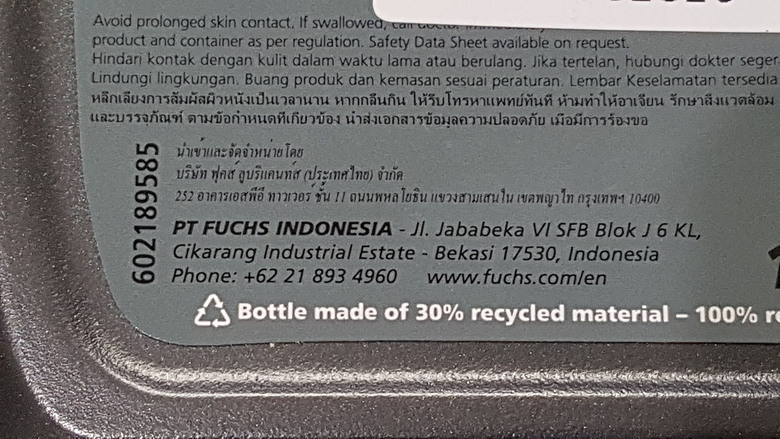 Avoid prolonged skin contact. If swallowed,
product and container as per regulation. Safety Data Sheet available on request.
Hindari kontak dengan kulit dalam waktu lama atau berulang. Jika tertelan, hubungi dokter seger
Lindungi lingkungan. Buang produk dan kemasan sesuai peraturan. Lembar Keselamatan tersedia
หลีกเลี่ยงการสัมผัสผิวหนังเป็นเวลานาน หากกลืนกิน ให้รีบโทรหาแพทย์ทันที ห้ามทำให้อาเจียน รักษาสิ่งแวดล้อม
และบรรจุภัณฑ์ ตามข้อกำหนดที่เกี่ยวข้อง นำส่งเอกสารข้อมูลความปลอดภัย เมื่อมีการร้องขอ
602189585
นำเข้าและจัดจำหน่ายโดย
บริษัท ฟุคส์ ลูบริแคนทส์ (ประเทศไทย) จำกัด
252 อาคารเอสพีอี ทาวเวอร์ ชั้น 11 ถนนพหลโยธิน แขวงสามเสนใน เขตพญาไท กรุงเทพฯ 10400
PT FUCHS INDONESIA - Jl. Jababeka VI SFB Blok J 6 KL,
Cikarang Industrial Estate - Bekasi 17530, Indonesia
Phone: +62 21 893 4960 www.fuchs.com/en
Bottle made of 30% recycled material – 100% re